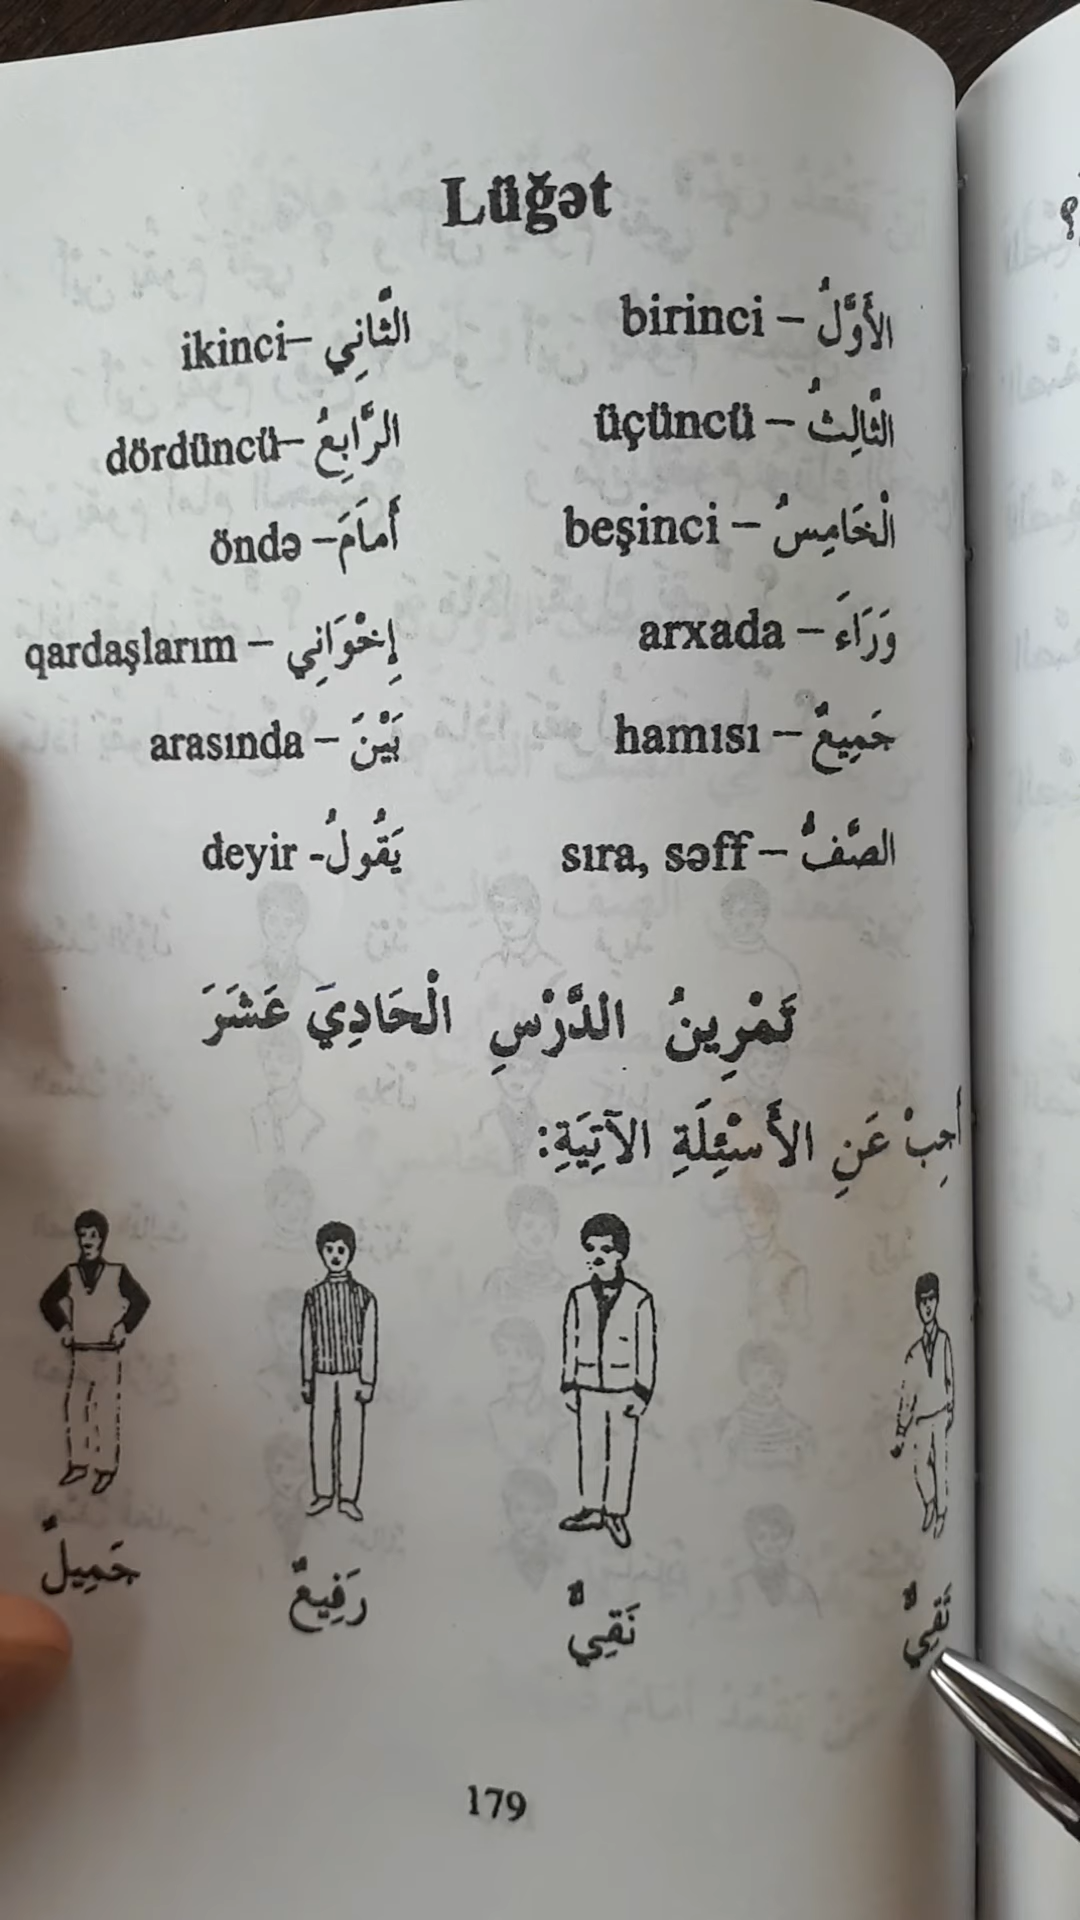 Lüğət
الأَوَّلُ – birinci الثَّانِي –ikinci
الثَّالِثُ – üçüncü الرَّابِعُ –dördüncü
الْخَامِسُ – beşinci أَمَامَ – öndə
وَرَاءَ – arxada إِخْوَانِي – qardaşlarım
جَمِيعٌ – hamısı بَيْنَ – arasında
الصَّفُّ – sıra, səff يَقُولُ - deyir
تَمْرِينُ الدَّرْسِ الْحَادِيَ عَشَرَ
أَجِبْ عَنِ الأَسْئِلَةِ الآتِيَةِ:
نَقِيٌّ رَفِيعٌ جَمِيلٌ
179